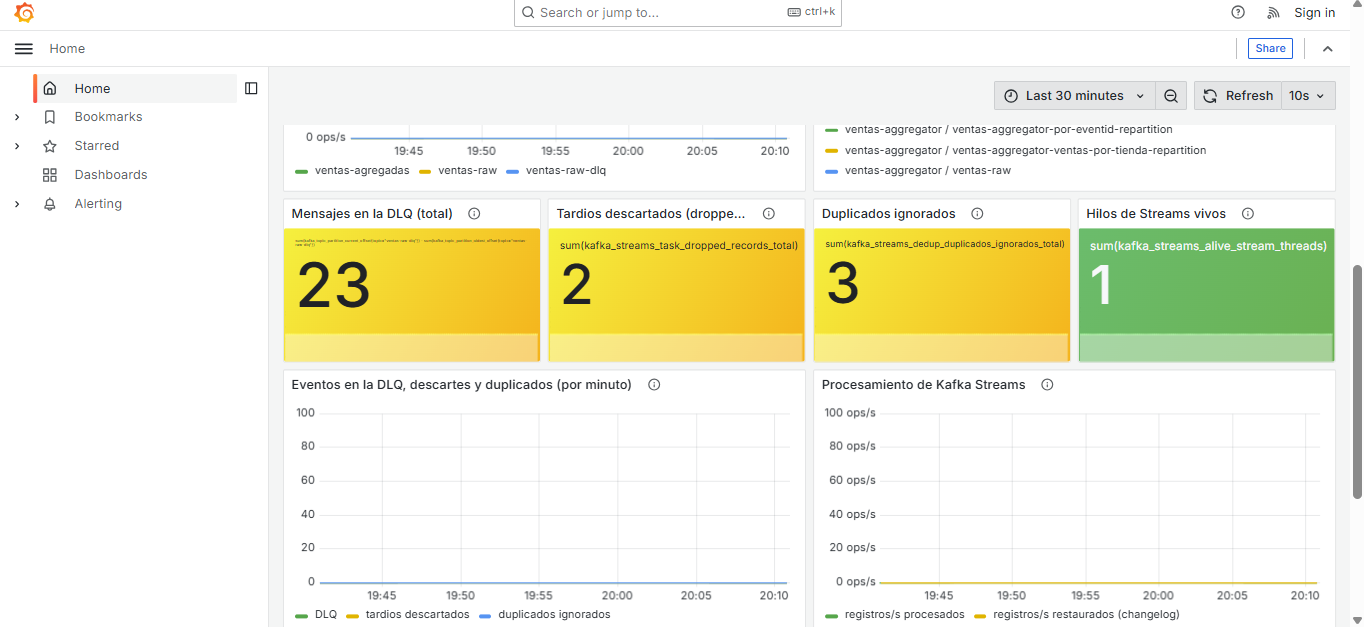 Search or jump to...
ctrl+k
Sign in
Home
Share
Home
Bookmarks
Starred
Dashboards
Alerting
Last 30 minutes
Refresh
10s
0 ops/s
19:45 19:50 19:55 20:00 20:05 20:10
ventas-agregadas ventas-raw ventas-raw-dlq
ventas-aggregator / ventas-aggregator-por-eventid-repartition
ventas-aggregator / ventas-aggregator-ventas-por-tienda-repartition
ventas-aggregator / ventas-raw
Mensajes en la DLQ (total)
23
Tardios descartados (droppe...
sum(kafka_streams_task_dropped_records_total)
2
Duplicados ignorados
sum(kafka_streams_dedup_duplicados_ignorados_total)
3
Hilos de Streams vivos
sum(kafka_streams_alive_stream_threads)
1
Eventos en la DLQ, descartes y duplicados (por minuto)
100
80
60
40
20
0
19:45 19:50 19:55 20:00 20:05 20:10
DLQ tardios descartados duplicados ignorados
Procesamiento de Kafka Streams
100 ops/s
80 ops/s
60 ops/s
40 ops/s
20 ops/s
0 ops/s
19:45 19:50 19:55 20:00 20:05 20:10
registros/s procesados registros/s restaurados (changelog)